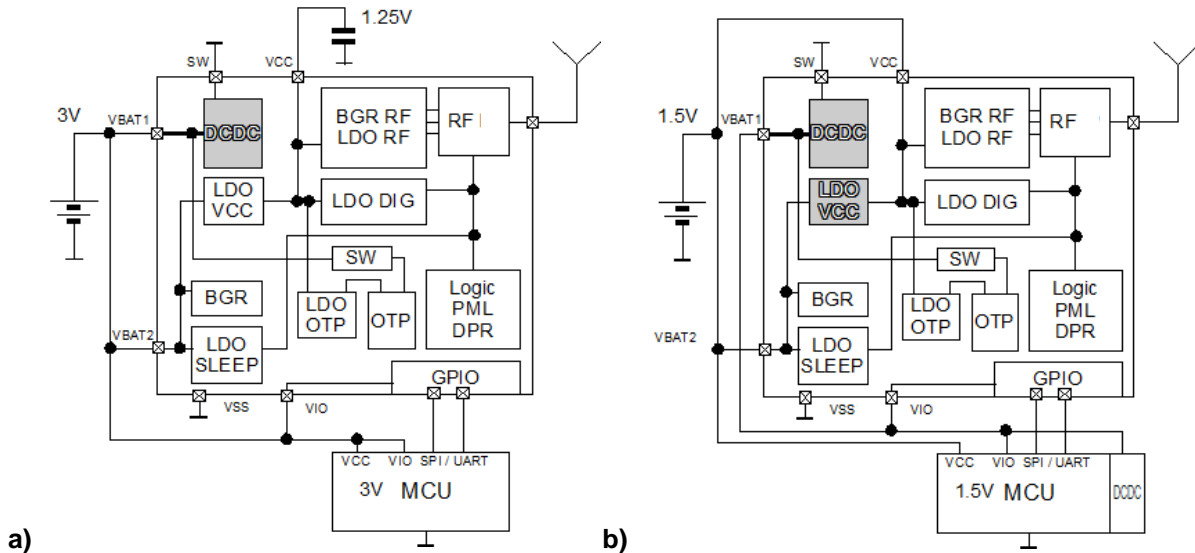 1.25V
SW
VCC
3V
VBAT1
DCDC
BGR RF
LDO RF
RF
LDO
VCC
LDO DIG
SW
BGR
LDO
OTP
OTP
Logic
PML
DPR
VBAT2
LDO
SLEEP
GPIO
VSS
VIO
VCC VIO SPI / UART
3V MCU
a)
SW
VCC
1.5V
VBAT1
DCDC
BGR RF
LDO RF
RF
LDO
VCC
LDO DIG
SW
BGR
LDO
OTP
OTP
Logic
PML
DPR
VBAT2
LDO
SLEEP
GPIO
VSS
VIO
VCC VIO SPI / UART
1.5V MCU
DCDC
b)